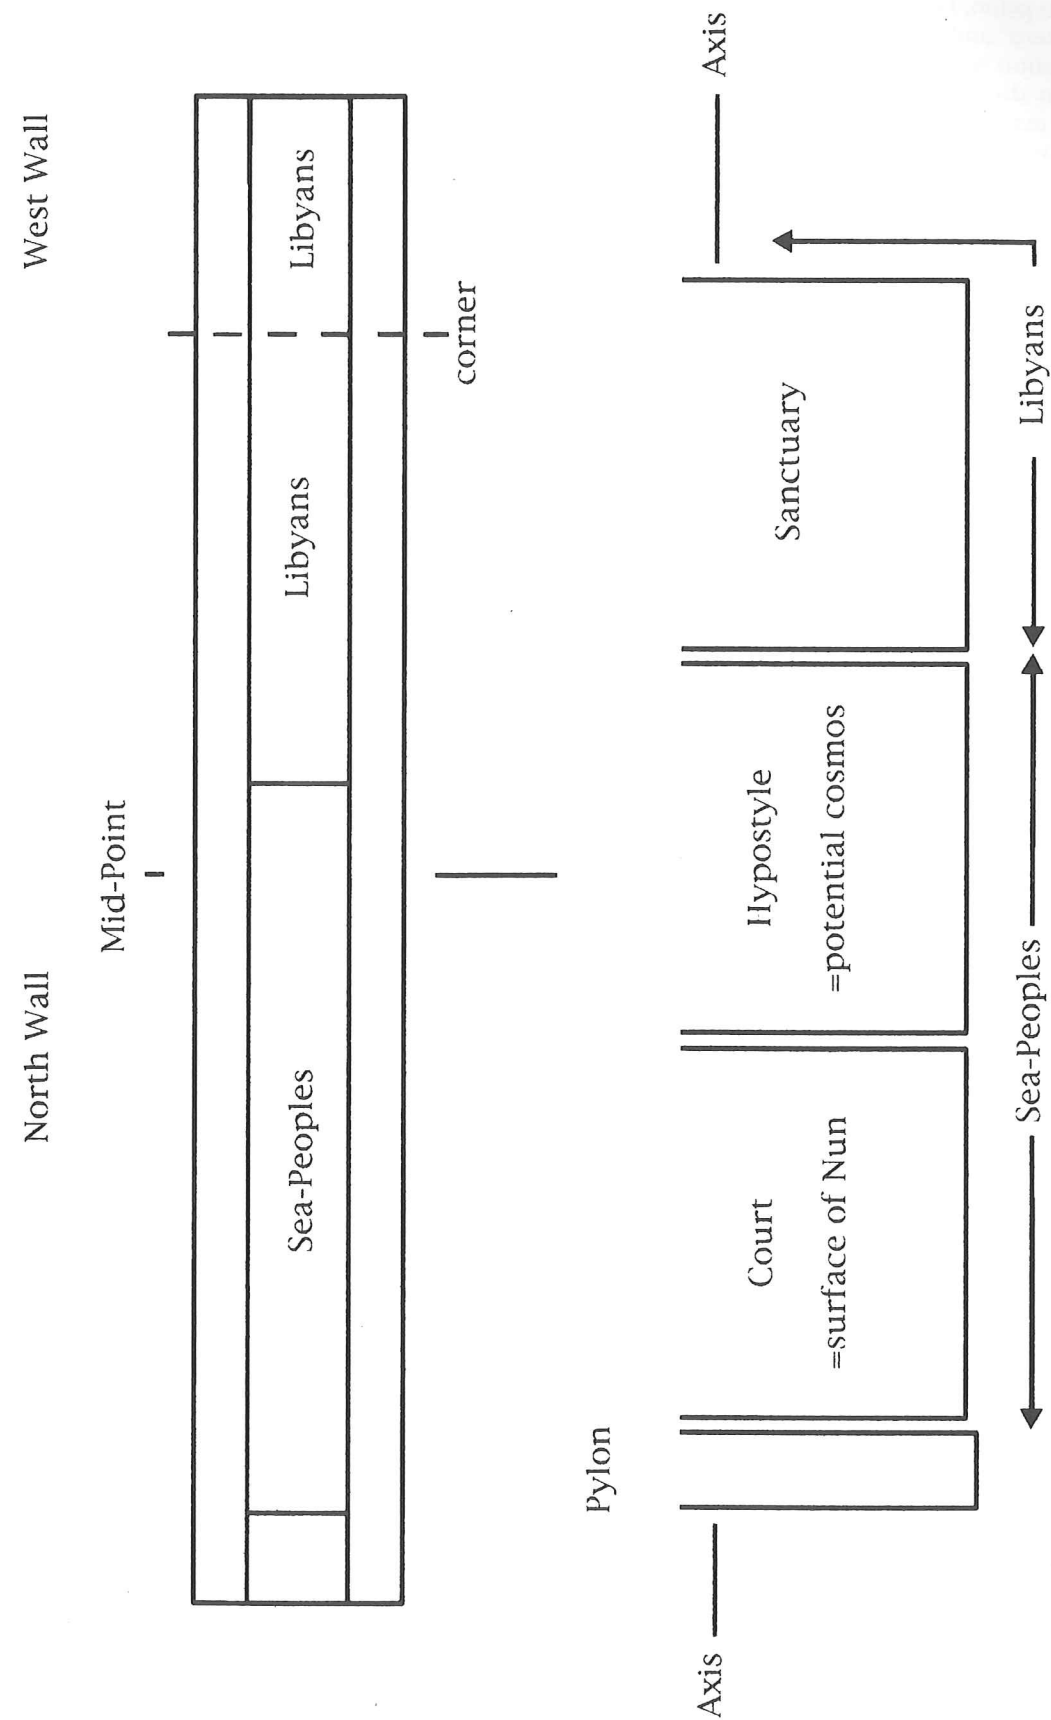 North Wall
West Wall
Mid-Point
Sea-Peoples
Libyans
Libyans
corner
Pylon
Axis
Axis
Court
=surface of Nun
Hypostyle
=potential cosmos
Sanctuary
Sea-Peoples
Libyans